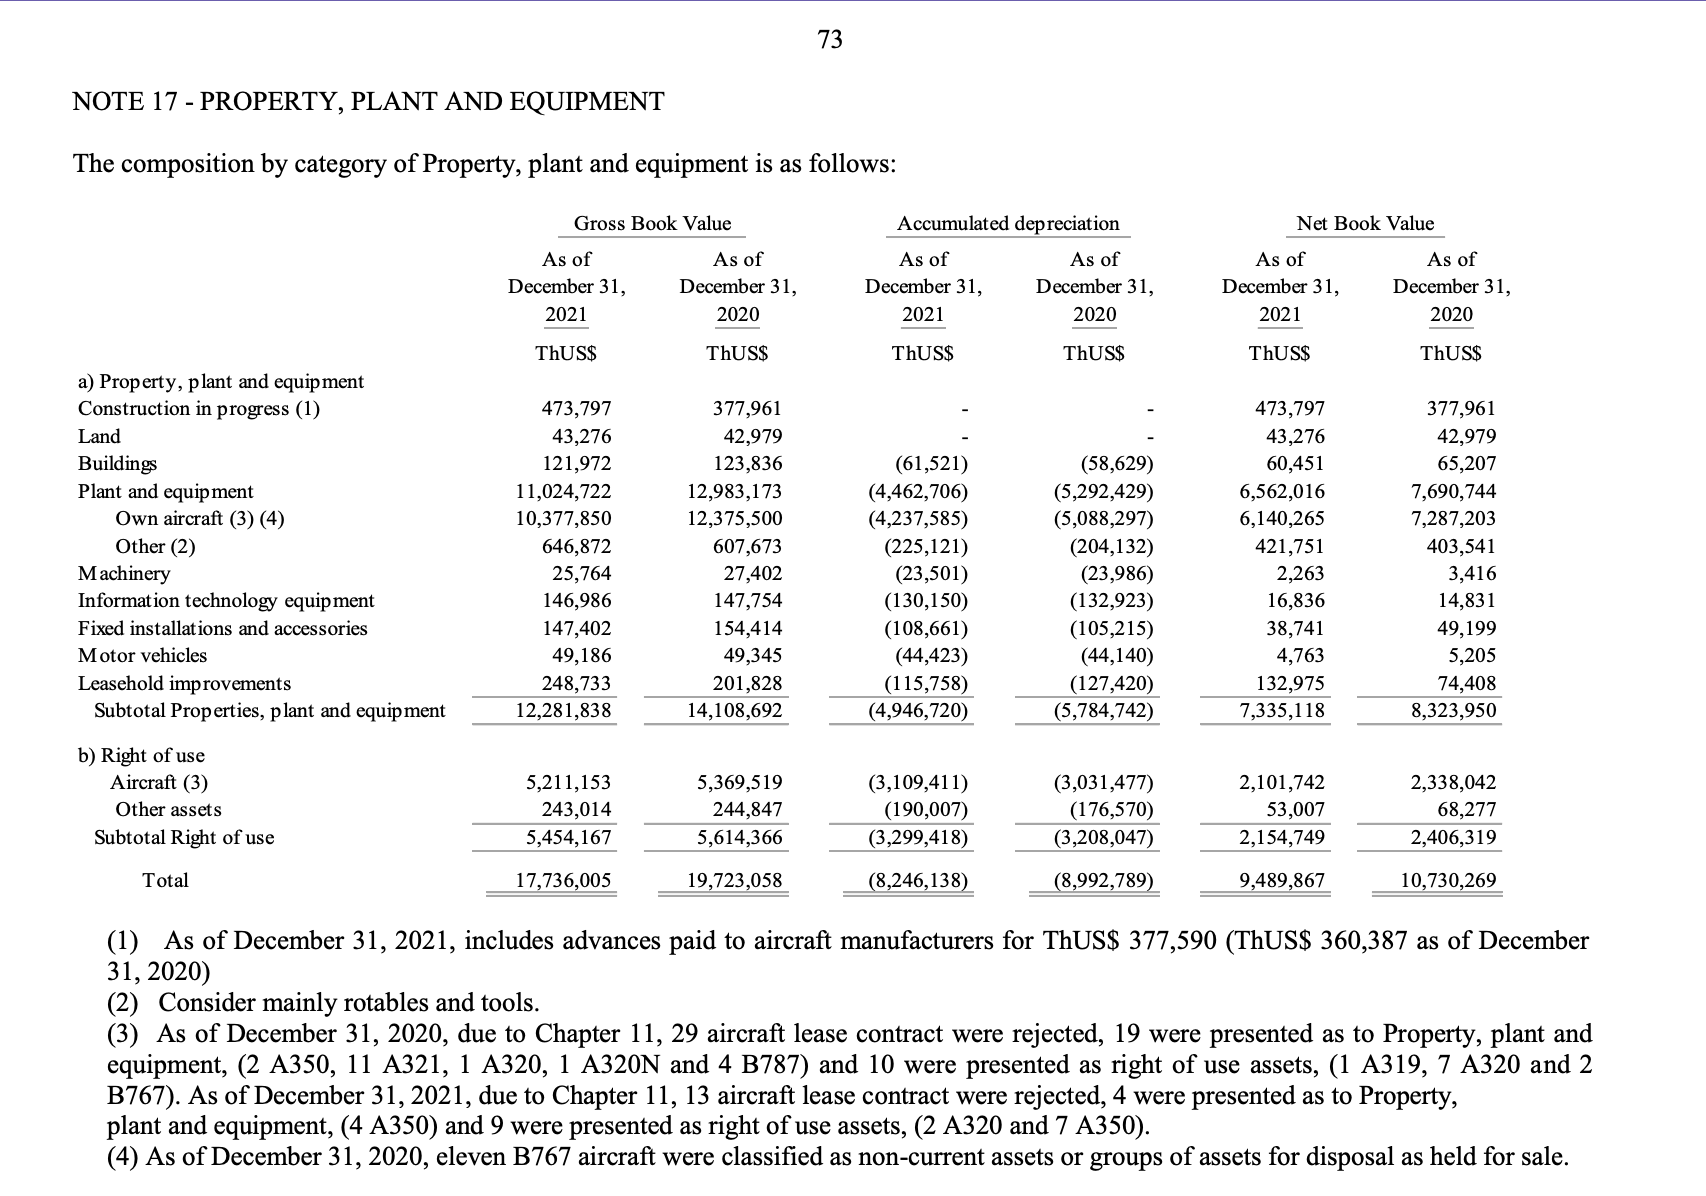 73
NOTE 17 - PROPERTY, PLANT AND EQUIPMENT
The composition by category of Property, plant and equipment is as follows:
Gross Book Value Accumulated depreciation Net Book Value
As of As of As of As of As of As of
December 31, December 31, December 31, December 31, December 31, December 31,
2021 2020 2021 2020 2021 2020
ThUS$ ThUS$ ThUS$ ThUS$ ThUS$ ThUS$
a) Property, plant and equipment
Construction in progress (1) 473,797 377,961 - - 473,797 377,961
Land 43,276 42,979 - - 43,276 42,979
Buildings 121,972 123,836 (61,521) (58,629) 60,451 65,207
Plant and equipment 11,024,722 12,983,173 (4,462,706) (5,292,429) 6,562,016 7,690,744
Own aircraft (3) (4) 10,377,850 12,375,500 (4,237,585) (5,088,297) 6,140,265 7,287,203
Other (2) 646,872 607,673 (225,121) (204,132) 421,751 403,541
Machinery 25,764 27,402 (23,501) (23,986) 2,263 3,416
Information technology equipment 146,986 147,754 (130,150) (132,923) 16,836 14,831
Fixed installations and accessories 147,402 154,414 (108,661) (105,215) 38,741 49,199
Motor vehicles 49,186 49,345 (44,423) (44,140) 4,763 5,205
Leasehold improvements 248,733 201,828 (115,758) (127,420) 132,975 74,408
Subtotal Properties, plant and equipment 12,281,838 14,108,692 (4,946,720) (5,784,742) 7,335,118 8,323,950
b) Right of use
Aircraft (3) 5,211,153 5,369,519 (3,109,411) (3,031,477) 2,101,742 2,338,042
Other assets 243,014 244,847 (190,007) (176,570) 53,007 68,277
Subtotal Right of use 5,454,167 5,614,366 (3,299,418) (3,208,047) 2,154,749 2,406,319
Total 17,736,005 19,723,058 (8,246,138) (8,992,789) 9,489,867 10,730,269
(1) As of December 31, 2021, includes advances paid to aircraft manufacturers for ThUS$ 377,590 (ThUS$ 360,387 as of December
31, 2020)
(2) Consider mainly rotables and tools.
(3) As of December 31, 2020, due to Chapter 11, 29 aircraft lease contract were rejected, 19 were presented as to Property, plant and
equipment, (2 A350, 11 A321, 1 A320, 1 A320N and 4 B787) and 10 were presented as right of use assets, (1 A319, 7 A320 and 2
B767). As of December 31, 2021, due to Chapter 11, 13 aircraft lease contract were rejected, 4 were presented as to Property,
plant and equipment, (4 A350) and 9 were presented as right of use assets, (2 A320 and 7 A350).
(4) As of December 31, 2020, eleven B767 aircraft were classified as non-current assets or groups of assets for disposal as held for sale.